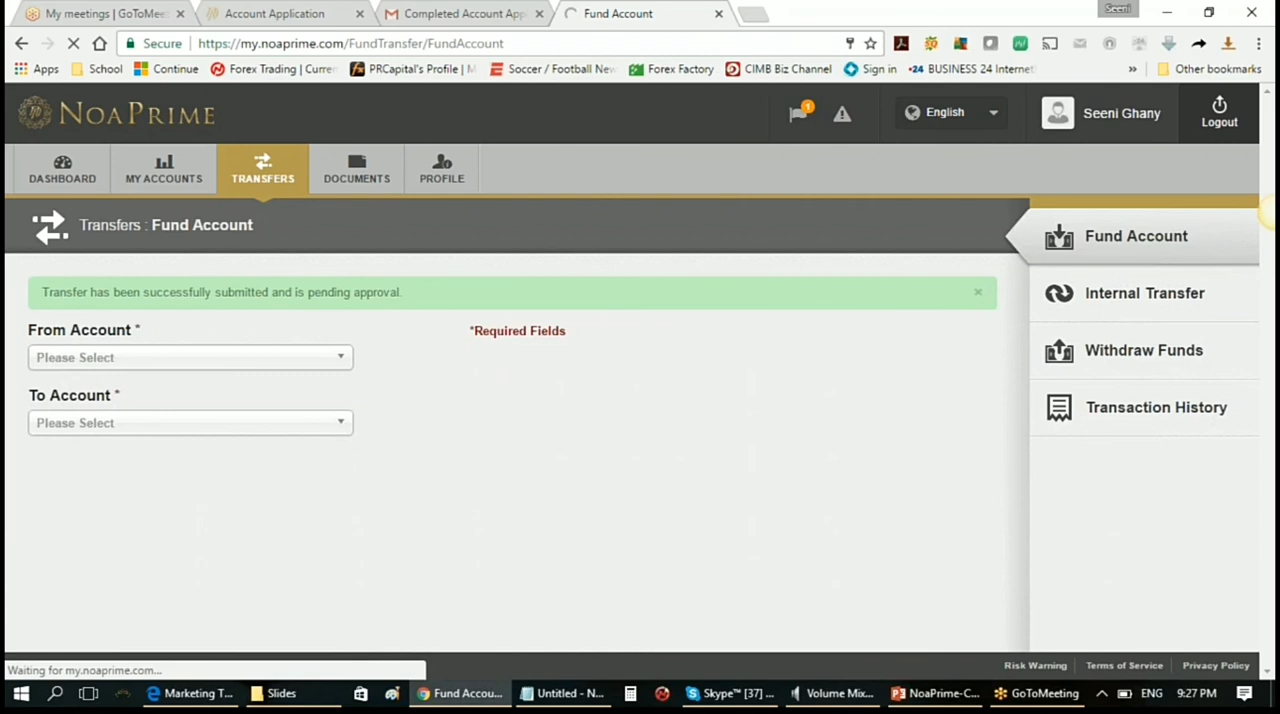 My meetings | GoToMee
Account Application
Completed Account App
Fund Account
Seeni
Secure
https://my.noaprime.com/FundTransfer/FundAccount
Apps
School
Continue
Forex Trading | Curren
PRCapital's Profile | M
Soccer / Football New
Forex Factory
CIMB Biz Channel
Sign in
24 BUSINESS 24 Internet
»
Other bookmarks
NOAPRIME
1
English
Seeni Ghany
Logout
DASHBOARD
MY ACCOUNTS
TRANSFERS
DOCUMENTS
PROFILE
Transfers : Fund Account
Fund Account
Transfer has been successfully submitted and is pending approval.
×
Internal Transfer
From Account *
*Required Fields
Please Select
Withdraw Funds
To Account *
Please Select
Transaction History
Risk Warning
Terms of Service
Privacy Policy
Waiting for my.noaprime.com...
Marketing T...
Slides
Fund Accou...
Untitled - N...
Skype™ [37] ...
Volume Mix...
NoaPrime-C...
GoToMeeting
ENG
9:27 PM